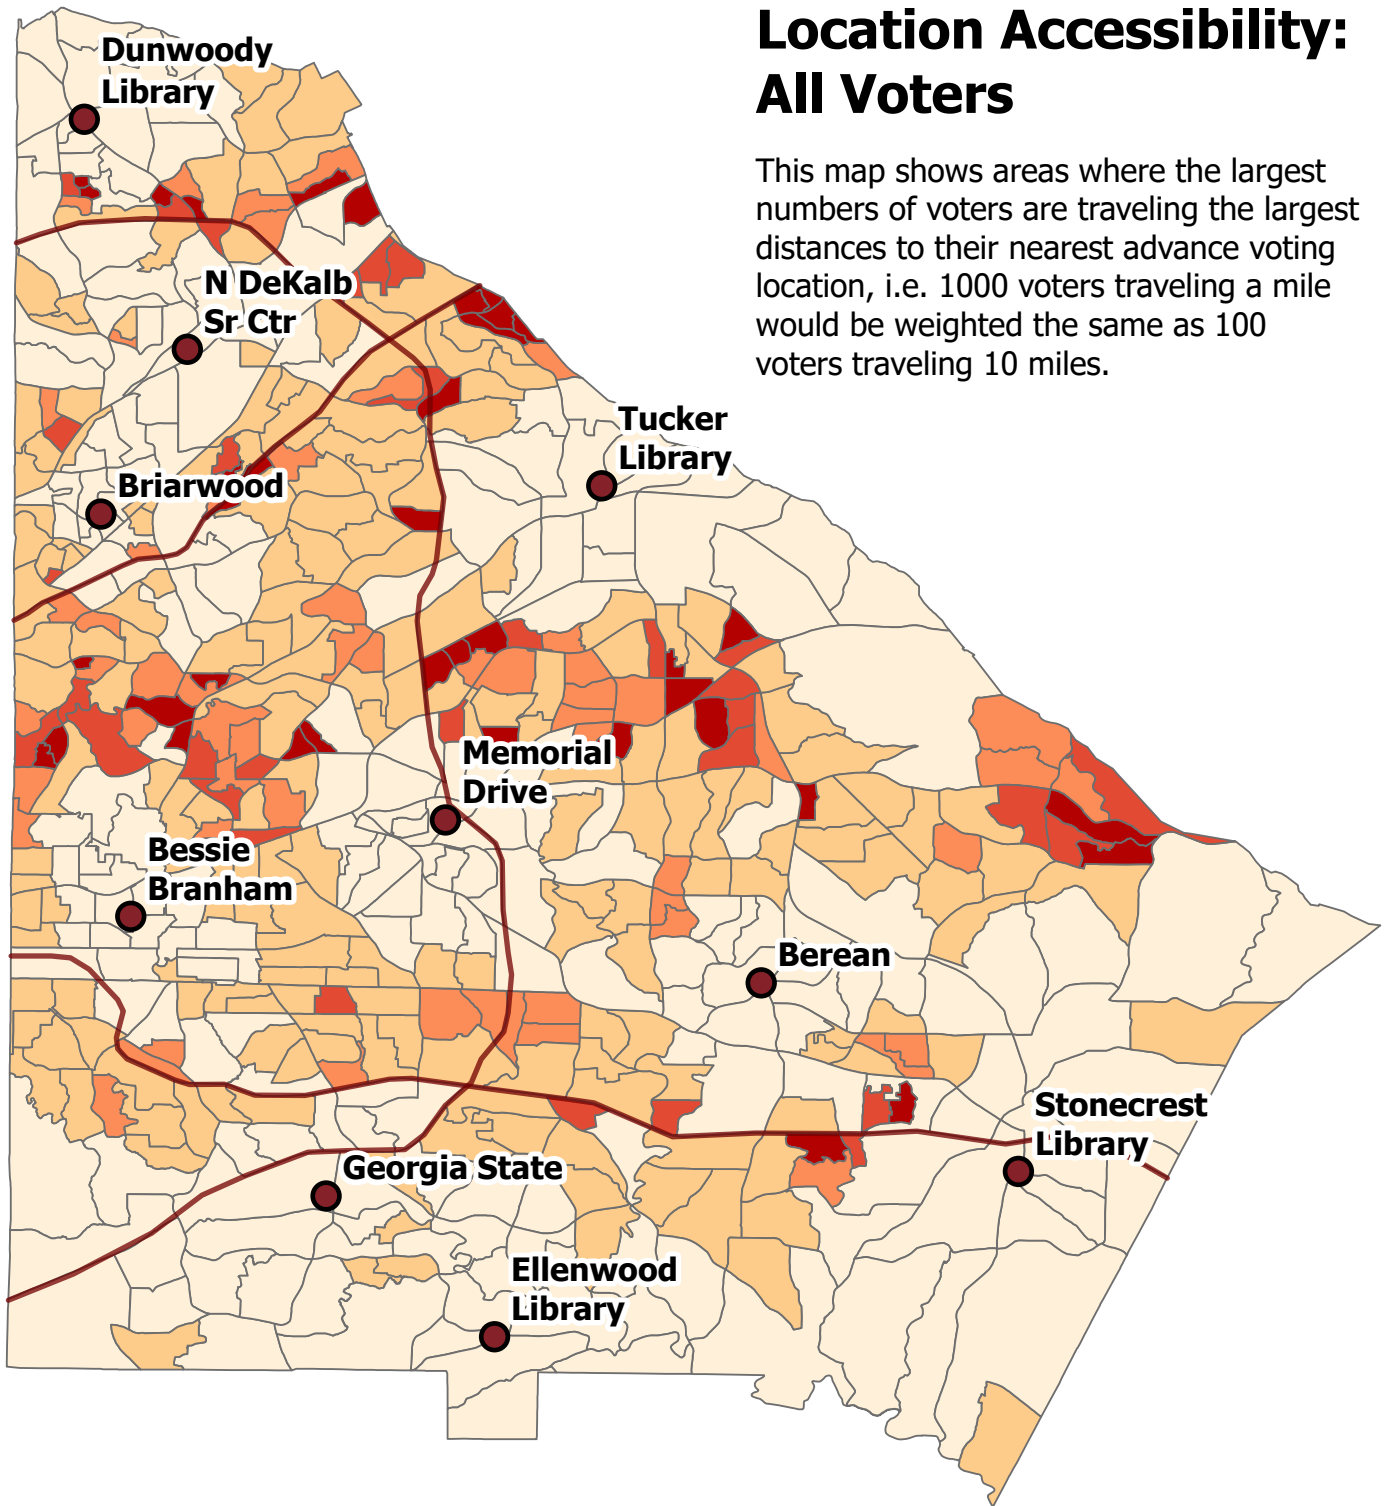 Location Accessibility:
All Voters
This map shows areas where the largest
numbers of voters are traveling the largest
distances to their nearest advance voting
location, i.e. 1000 voters traveling a mile
would be weighted the same as 100
voters traveling 10 miles.
Dunwoody
Library
N DeKalb
Sr Ctr
Tucker
Library
Briarwood
Memorial
Drive
Bessie
Branham
Berean
Stonecrest
Library
Georgia State
Ellenwood
Library